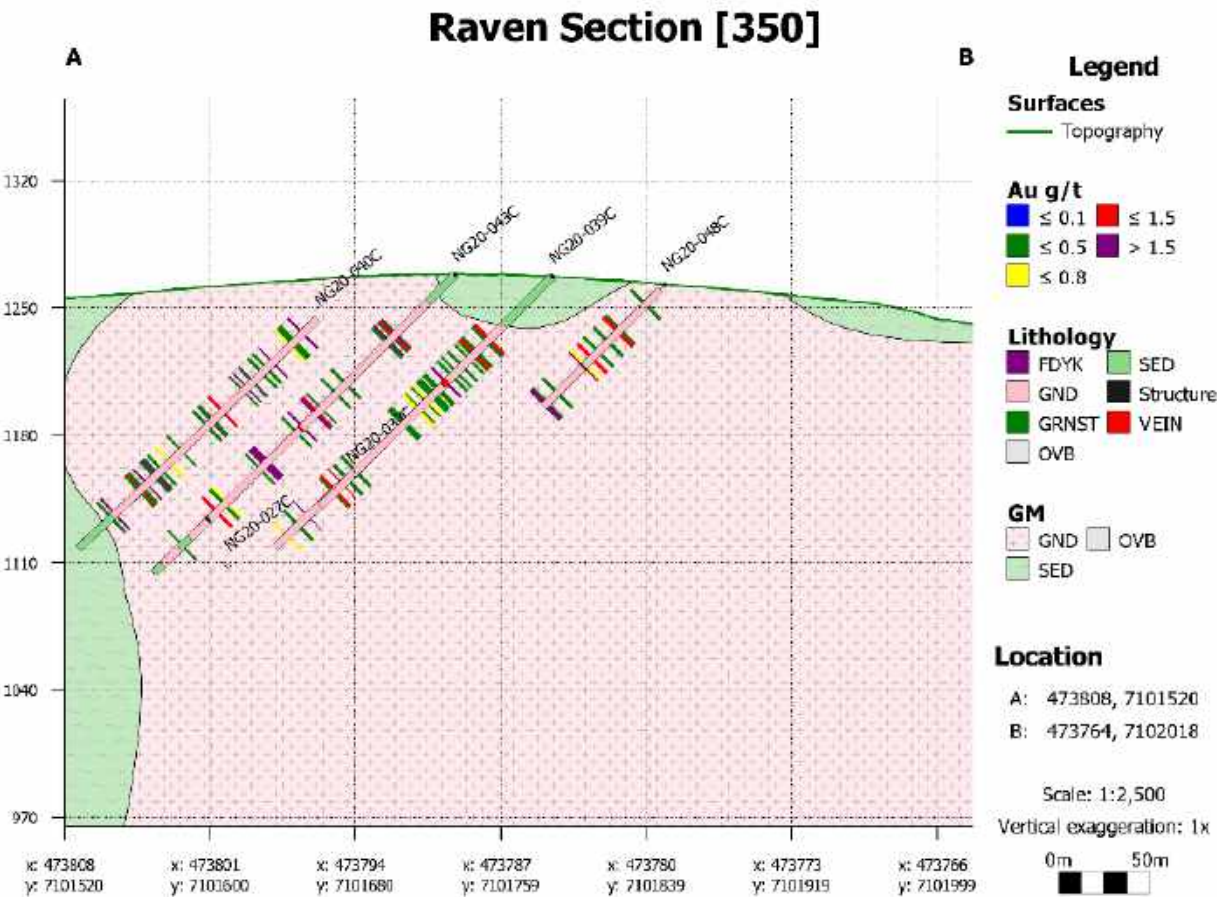 Raven Section [350]
A
B
Legend
Surfaces
Topography
Au g/t
≤ 0.1
≤ 1.5
≤ 0.5
> 1.5
≤ 0.8
Lithology
FDYK
SED
GND
Structure
GRNST
VEIN
OVB
GM
GND
OVB
SED
Location
A: 473808, 7101520
B: 473764, 7102018
Scale: 1:2,500
Vertical exaggeration: 1x
0m 50m
1320
1250
1180
1110
1040
970
NG20-040C
NG20-043C
NG20-039C
NG20-048C
NG20-027C
x: 473808
y: 7101520
x: 473801
y: 7101600
x: 473794
y: 7101680
x: 473787
y: 7101759
x: 473780
y: 7101839
x: 473773
y: 7101919
x: 473766
y: 7101999